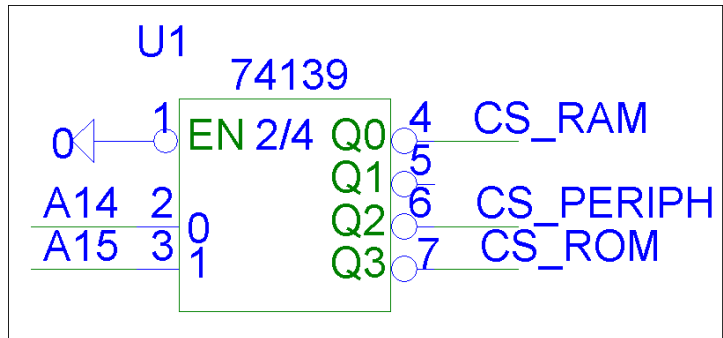 U1
74139
1 EN 2/4 Q0 4 CS_RAM
0
Q1 5
A14 2 0 Q2 6 CS_PERIPH
A15 3 1 Q3 7 CS_ROM